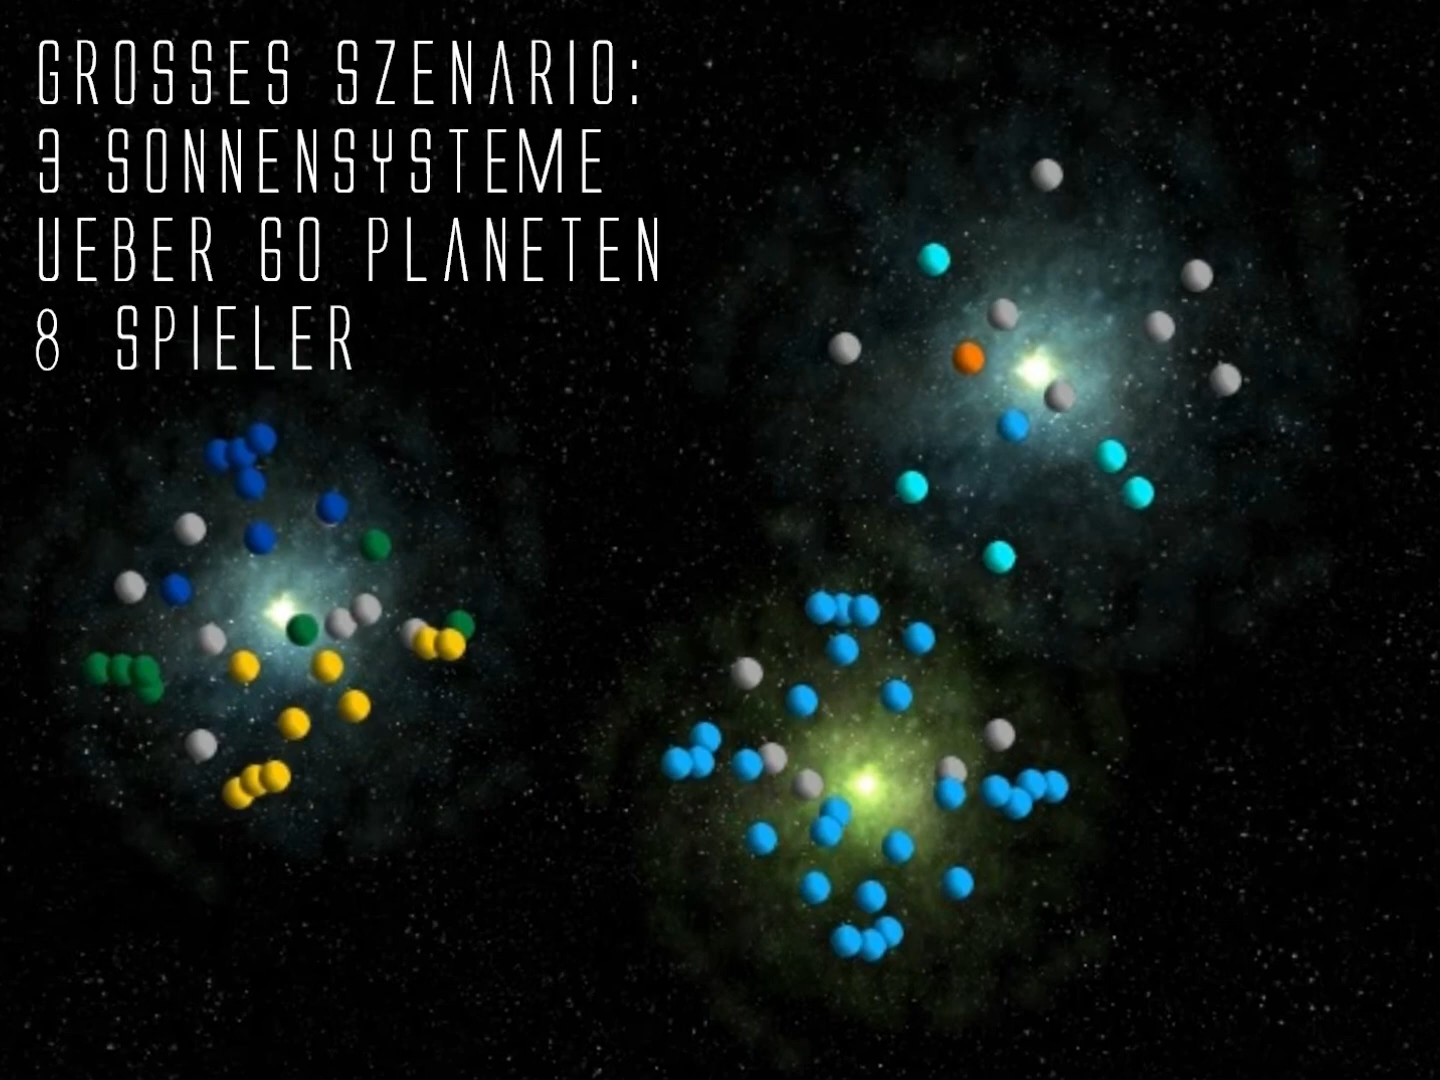 GROSSES SZENARIO:
3 SONNENSYSTEME
UEBER 60 PLANETEN
8 SPIELER